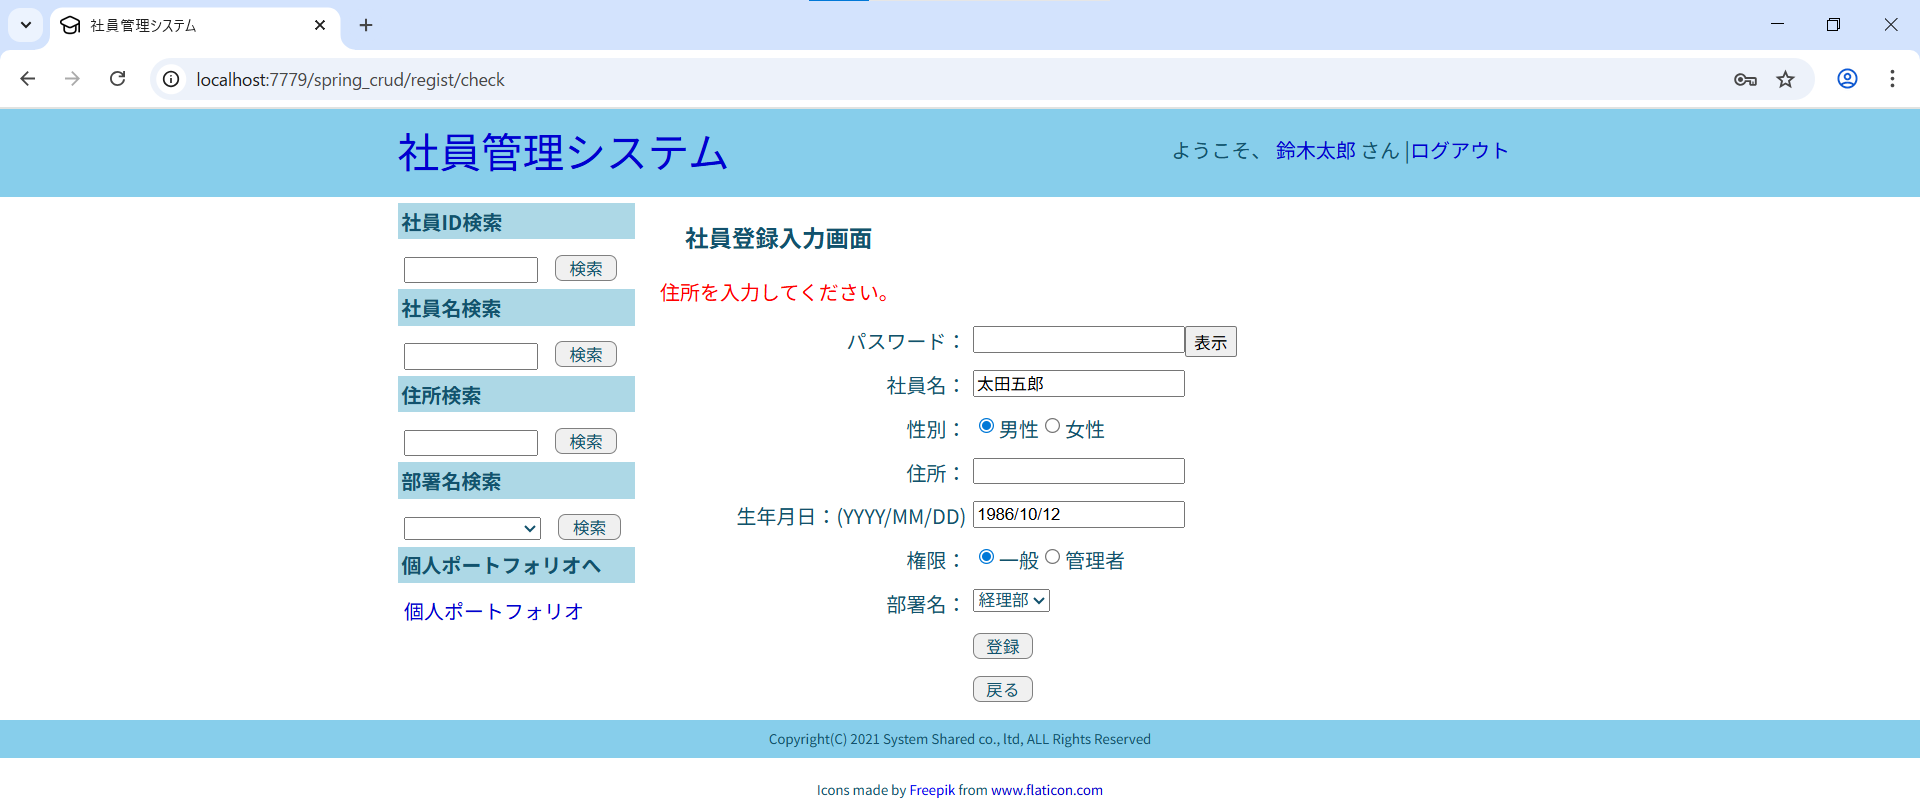 社員管理システム
localhost:7779/spring_crud/regist/check
社員管理システム
ようこそ、 鈴木太郎 さん |ログアウト
社員ID検索
検索
社員名検索
検索
住所検索
検索
部署名検索
検索
個人ポートフォリオへ
個人ポートフォリオ
社員登録入力画面
住所を入力してください。
パスワード： 表示
社員名： 太田五郎
性別： 男性 女性
住所：
生年月日：(YYYY/MM/DD) 1986/10/12
権限： 一般 管理者
部署名： 経理部
登録
戻る
Copyright(C) 2021 System Shared co., ltd, ALL Rights Reserved
Icons made by Freepik from www.flaticon.com